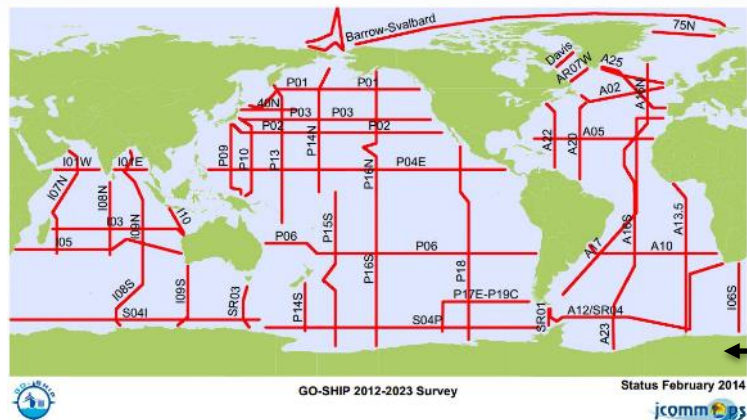 Barrow-Svalbard
75N
Davis
AR07W
A25
A02
A16N
P01
P01
40N
P03
P03
P02
P02
P14N
P09
P10
P13
P16N
P04E
A22
A20
A05
I01W
I01E
I07N
I08N
I09N
I10
I03
I05
P15S
P06
P06
P16S
P18
A17
A16S
A13.5
A10
I08S
I09S
SR03
P14S
P17E-P19C
SR01
A12/SR04
I06S
S04I
S04P
A23
GO-SHIP
GO-SHIP 2012-2023 Survey
Status February 2014
jcommops